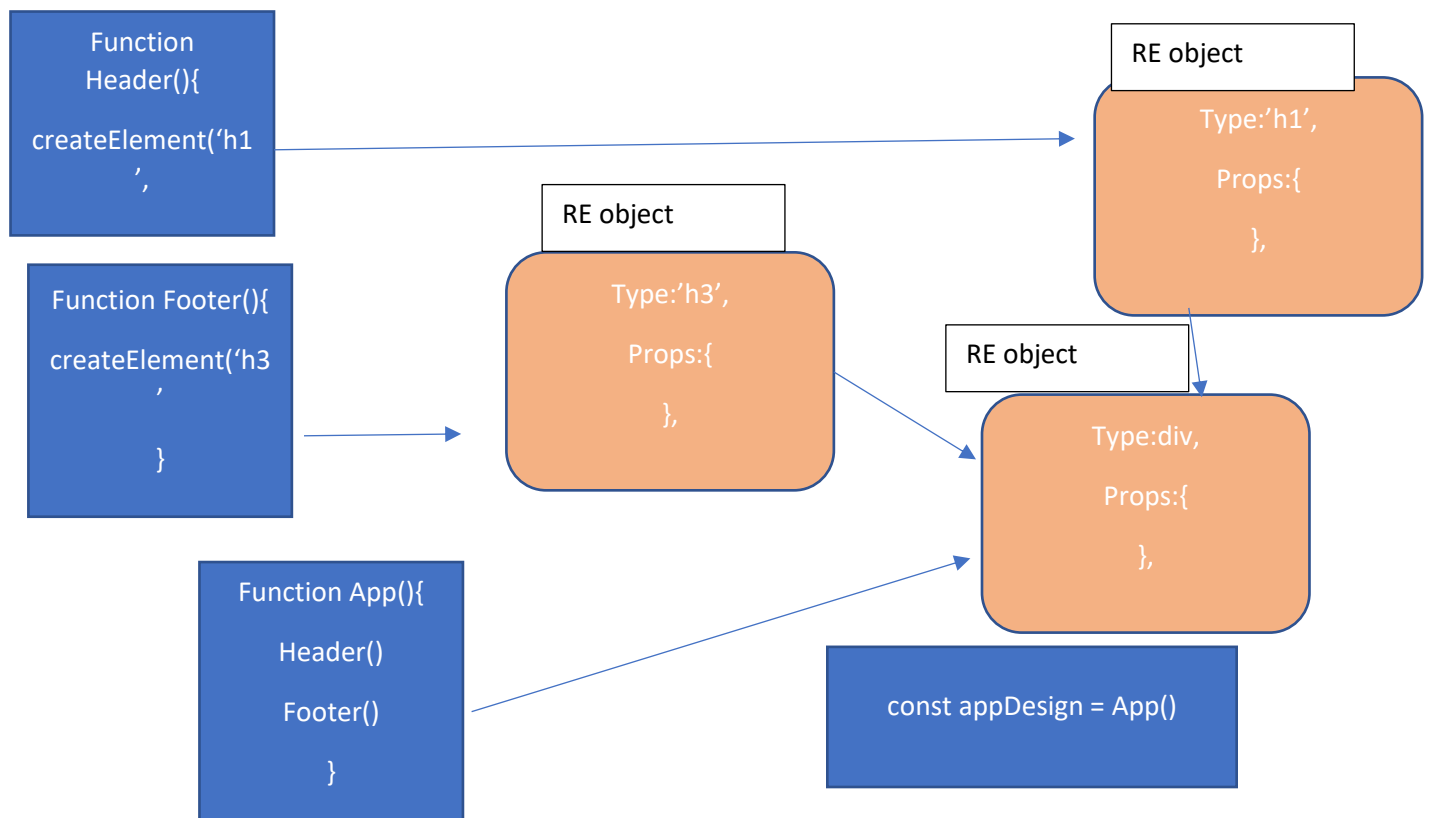 Function
Header(){
createElement(‘h1
’,
RE object
Type:’h1’,
Props:{
},
RE object
Type:’h3’,
Props:{
},
Function Footer(){
createElement(‘h3
’
}
RE object
Type:div,
Props:{
},
Function App(){
Header()
Footer()
}
const appDesign = App()